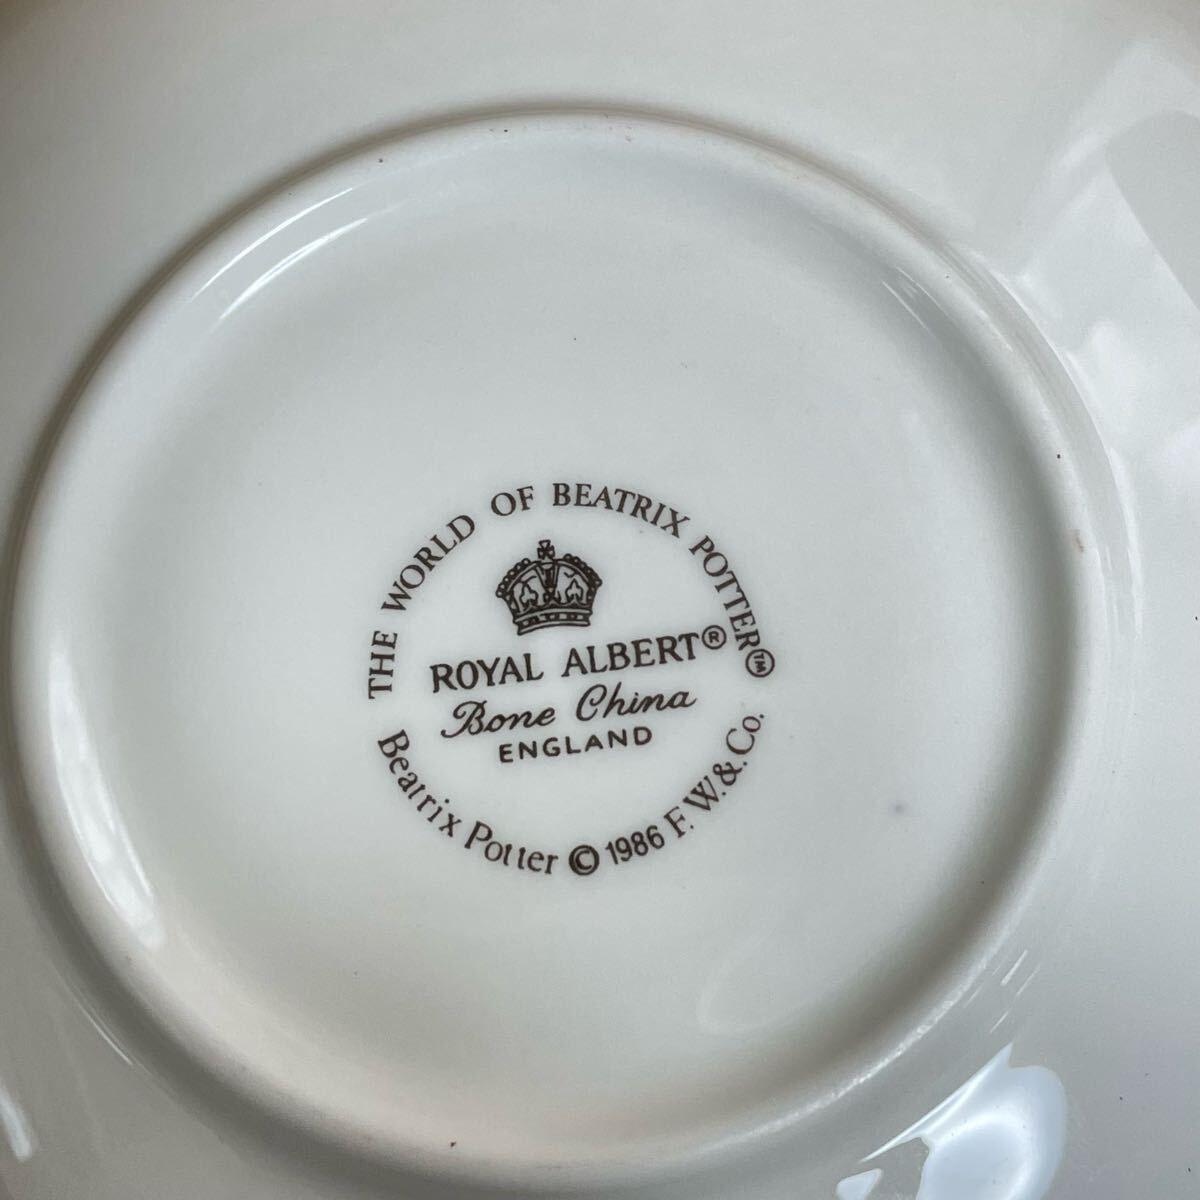 THE WORLD OF BEATRIX POTTER™
ROYAL ALBERT®
Bone China
ENGLAND
Beatrix Potter © 1986 F. W. & Co.